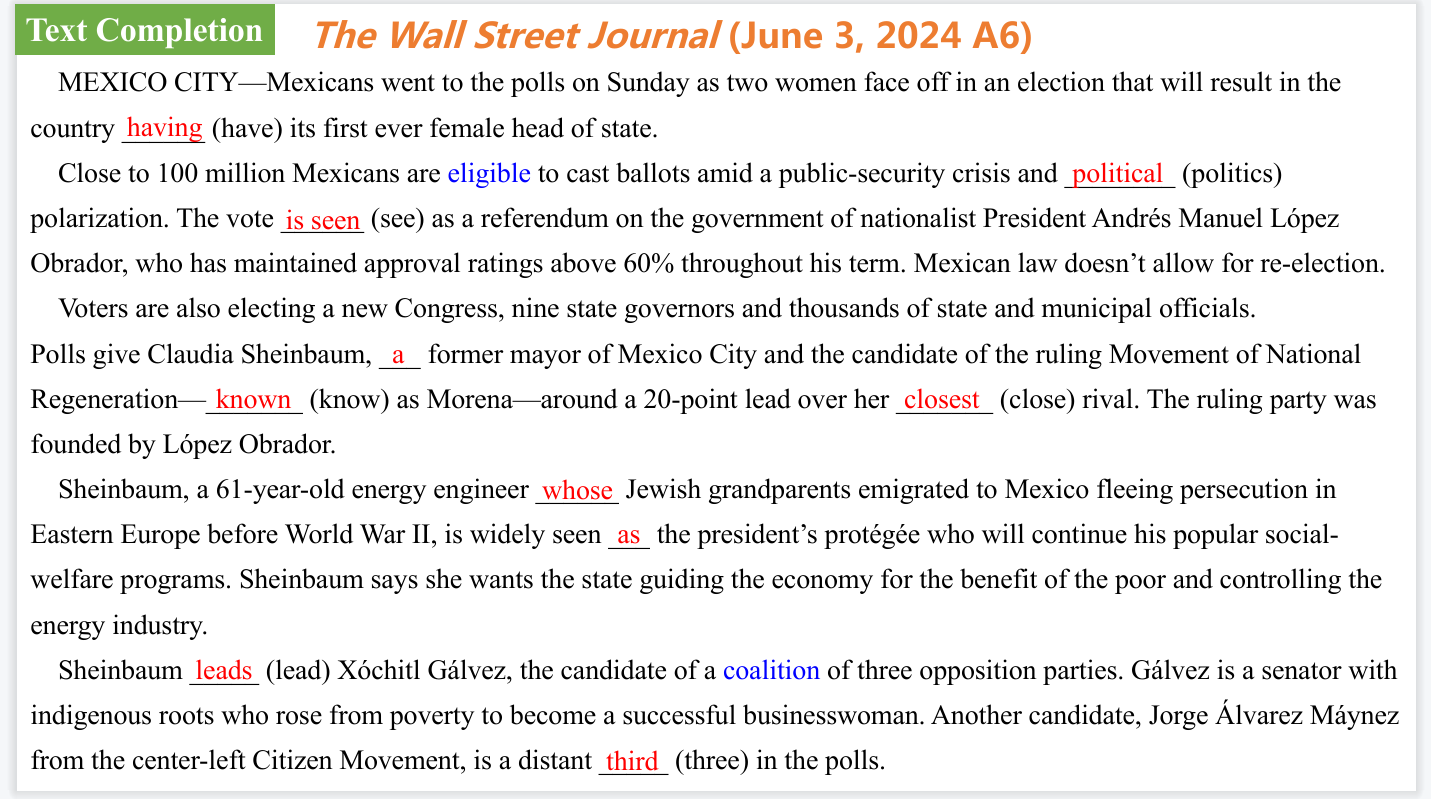 Text Completion
The Wall Street Journal (June 3, 2024 A6)
MEXICO CITY—Mexicans went to the polls on Sunday as two women face off in an election that will result in the
country having (have) its first ever female head of state.
Close to 100 million Mexicans are eligible to cast ballots amid a public-security crisis and political (politics)
polarization. The vote is seen (see) as a referendum on the government of nationalist President Andrés Manuel López
Obrador, who has maintained approval ratings above 60% throughout his term. Mexican law doesn’t allow for re-election.
Voters are also electing a new Congress, nine state governors and thousands of state and municipal officials.
Polls give Claudia Sheinbaum, a former mayor of Mexico City and the candidate of the ruling Movement of National
Regeneration—known (know) as Morena—around a 20-point lead over her closest (close) rival. The ruling party was
founded by López Obrador.
Sheinbaum, a 61-year-old energy engineer whose Jewish grandparents emigrated to Mexico fleeing persecution in
Eastern Europe before World War II, is widely seen as the president’s protégée who will continue his popular social-
welfare programs. Sheinbaum says she wants the state guiding the economy for the benefit of the poor and controlling the
energy industry.
Sheinbaum leads (lead) Xóchitl Gálvez, the candidate of a coalition of three opposition parties. Gálvez is a senator with
indigenous roots who rose from poverty to become a successful businesswoman. Another candidate, Jorge Álvarez Máynez
from the center-left Citizen Movement, is a distant third (three) in the polls.